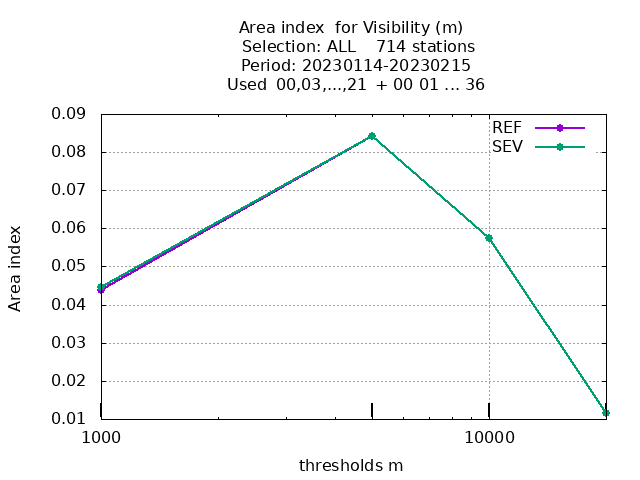 Area index  for Visibility (m)
Selection: ALL    714 stations
Period: 20230114-20230215
Used  00,03,...,21  + 00 01 ... 36
REF
SEV
0.09
0.08
0.07
0.06
0.05
0.04
0.03
0.02
0.01
Area index
1000
10000
thresholds m